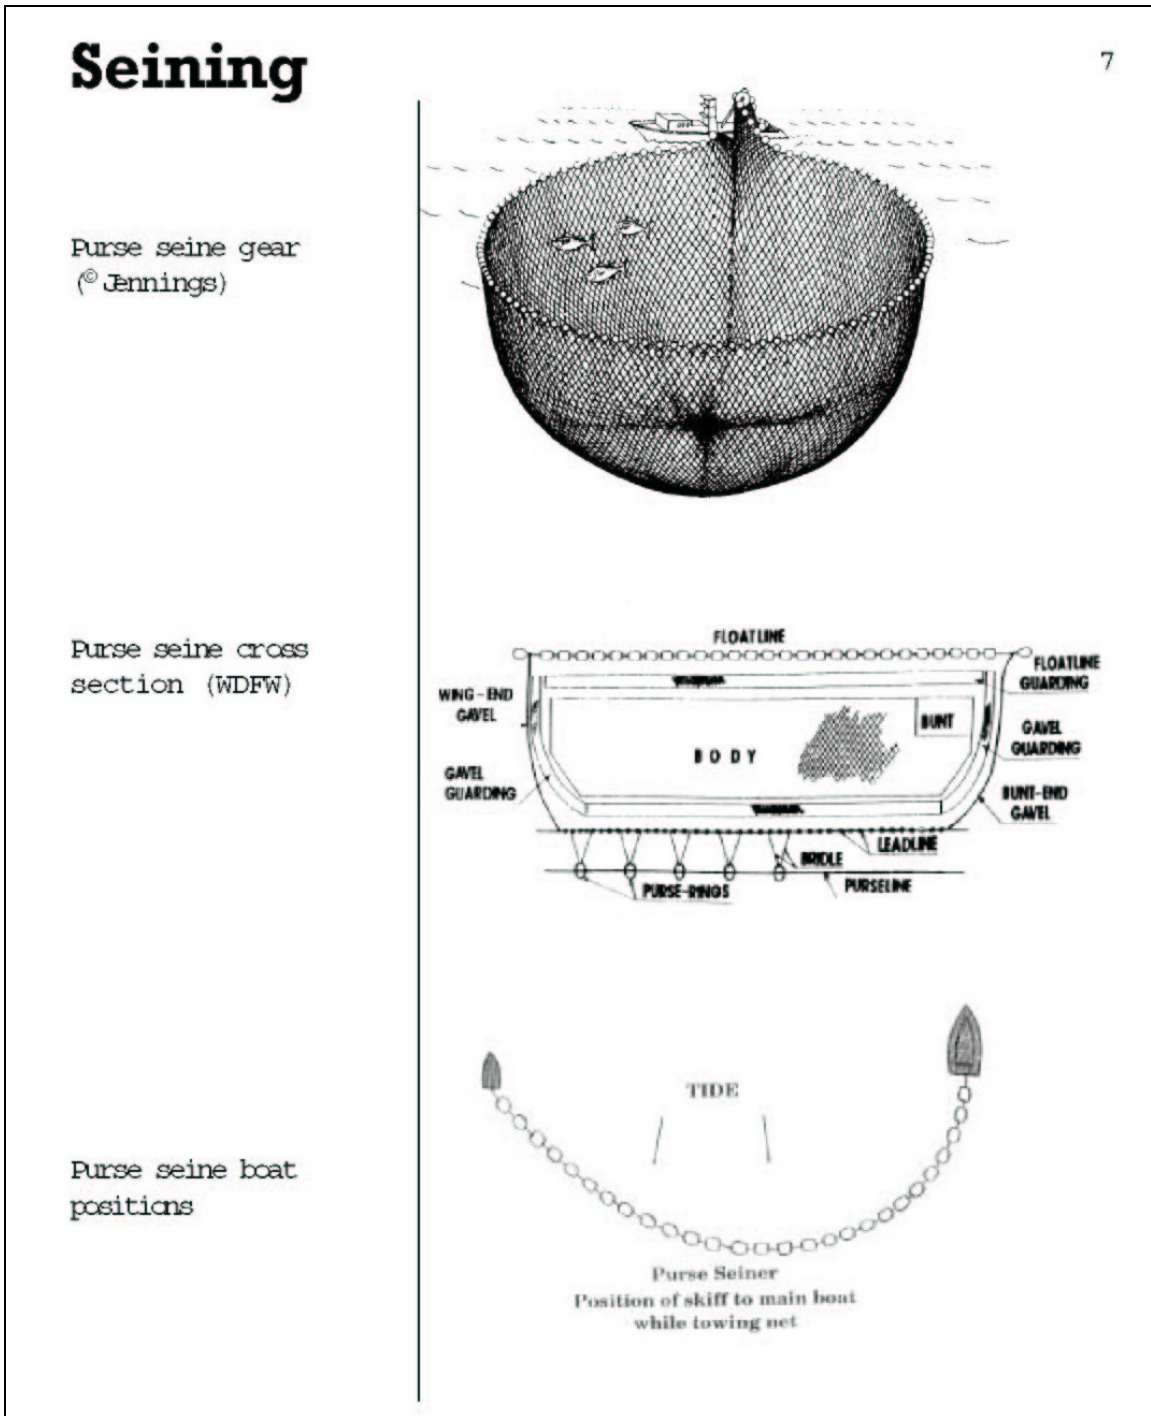 Seining
7
Purse seine gear
(© Jennings)
Purse seine cross
section (WDFW)
FLOATLINE
FLOATLINE
GUARDING
WING-END
GAVEL
BUNT
GAVEL
GUARDING
BODY
GAVEL
GUARDING
BUNT-END
GAVEL
LEADLINE
BRIDLE
PURSE-RINGS
PURSELINE
TIDE
Purse seine boat
positions
Purse Seiner
Position of skiff to main boat
while towing net